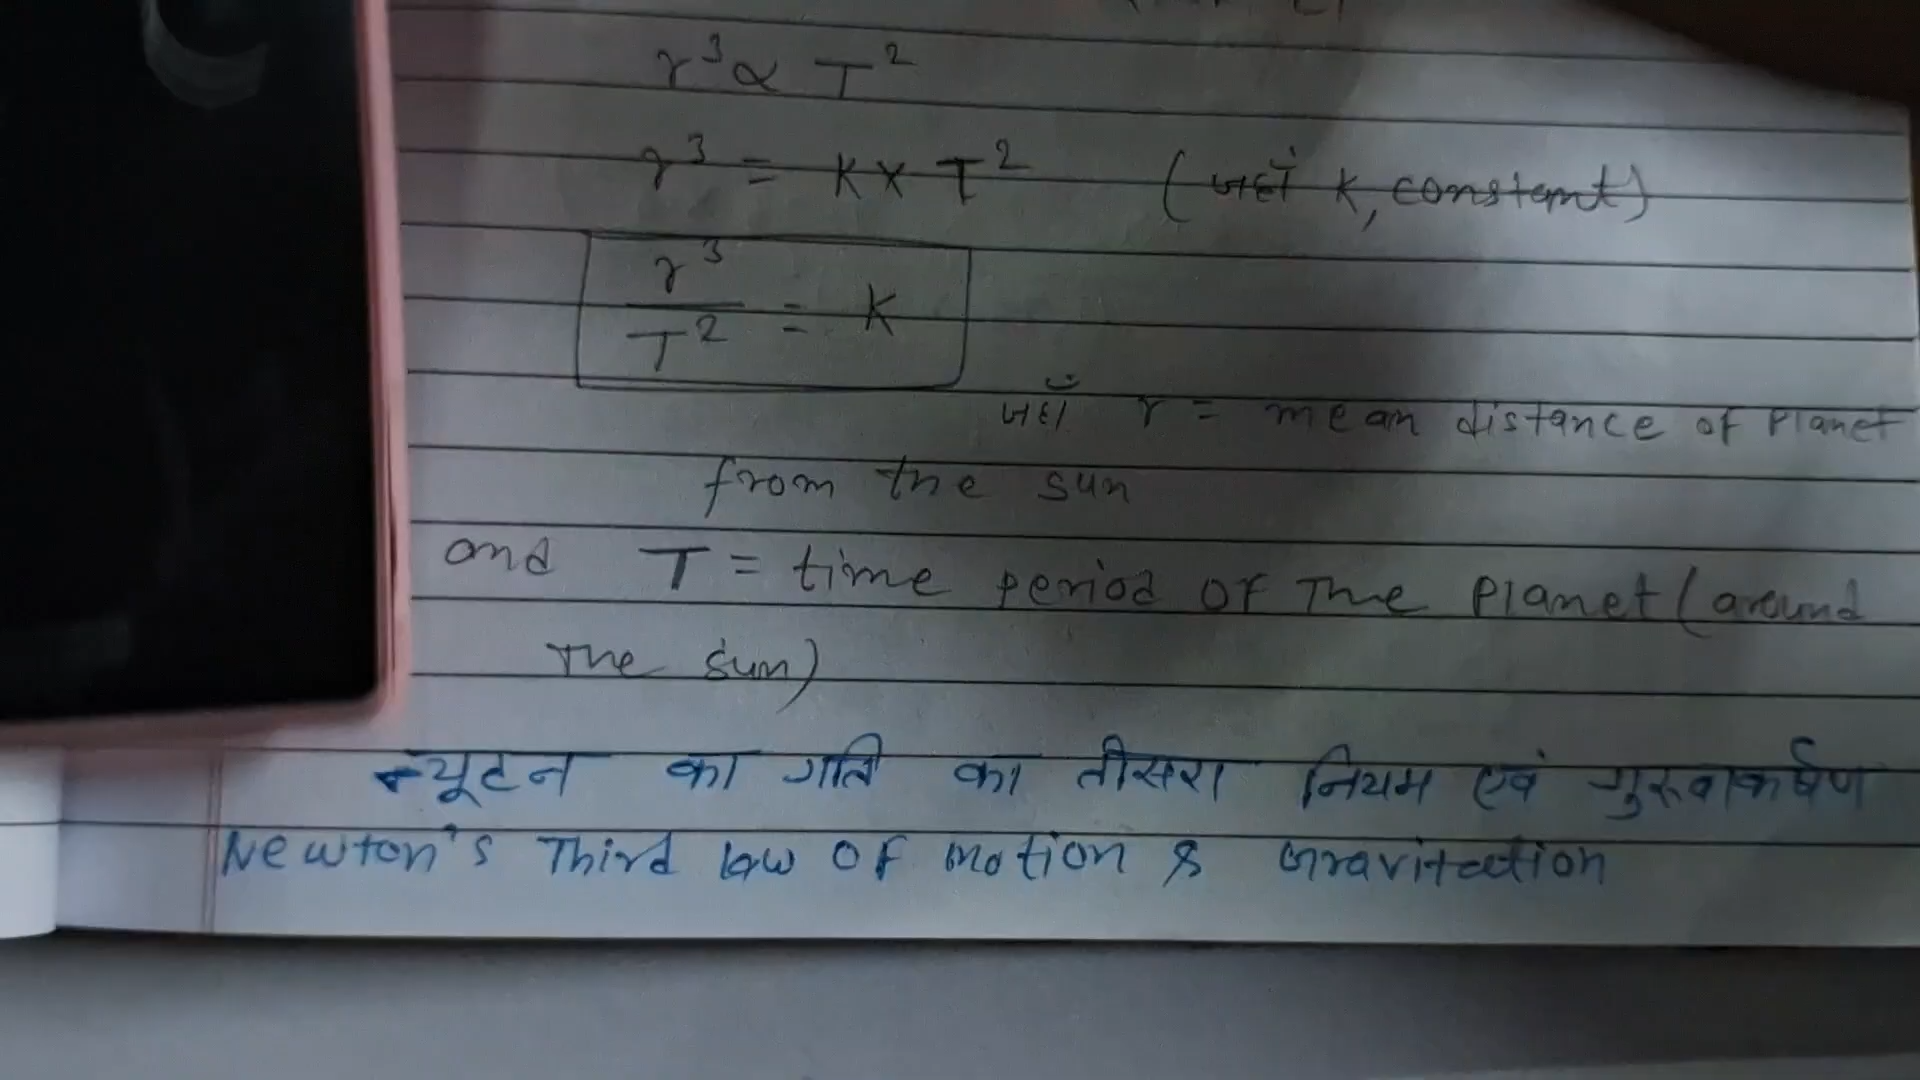 r³ ∝ T²
r³ = K × T² (जहाँ K, constant)
r³/T² = K
जहाँ r = mean distance of Planet
from the sun
and T = time period of The Planet (around
The sun)
न्यूटन का गति का तीसरा नियम एवं गुरुत्वाकर्षण
Newton's Third law of motion & Gravitation